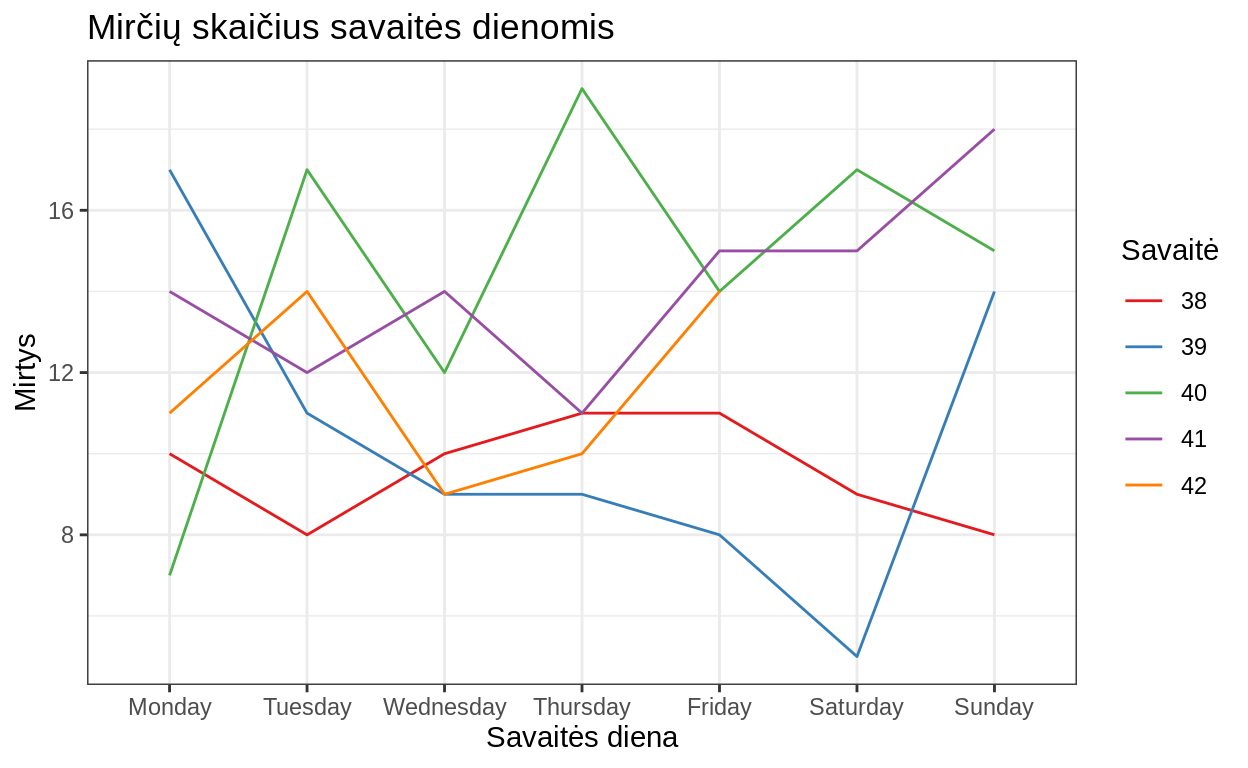 Mirčių skaičius savaitės dienomis
Mirtys
16
12
8
Monday Tuesday Wednesday Thursday Friday Saturday Sunday
Savaitės diena
Savaitė
38
39
40
41
42